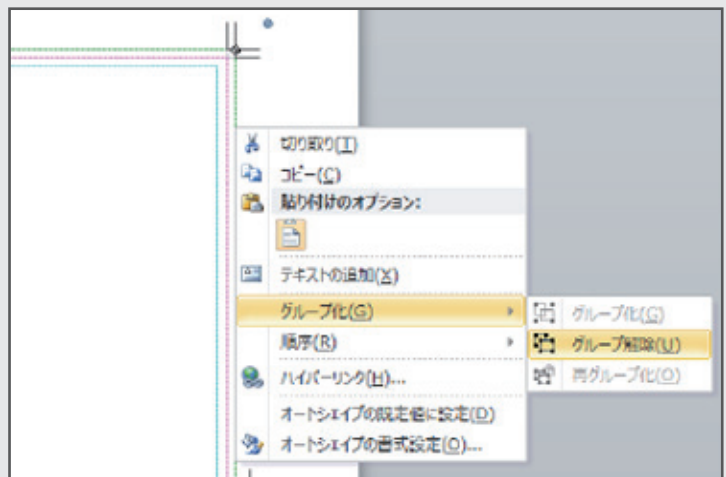 切り取り(T)
コピー(C)
貼り付けのオプション:
テキストの追加(X)
グループ化(G)
順序(R)
ハイパーリンク(H)...
オートシェイプの既定値に設定(D)
オートシェイプの書式設定(O)...
グループ化(G)
グループ解除(U)
再グループ化(O)